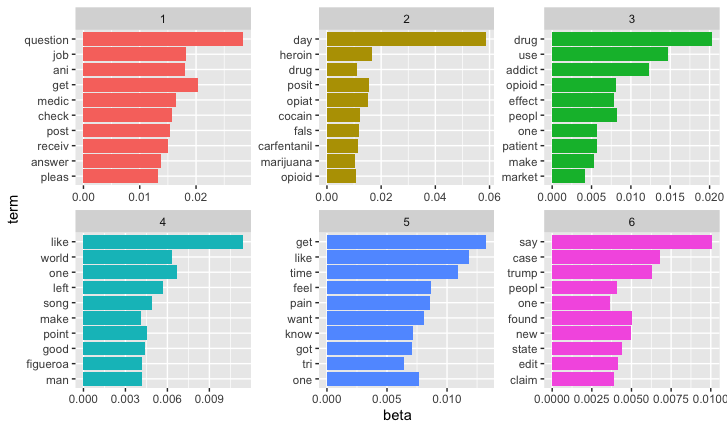 1
2
3
question
job
ani
get
medic
check
post
receiv
answer
pleas
0.00
0.01
0.02
day
heroin
drug
posit
opiat
cocain
fals
carfentanil
marijuana
opioid
0.00
0.02
0.04
0.06
drug
use
addict
opioid
effect
peopl
one
patient
make
market
0.000
0.005
0.010
0.015
0.020
term
4
5
6
like
world
one
left
song
make
point
good
figueroa
man
0.000
0.003
0.006
0.009
get
like
time
feel
pain
want
know
got
tri
one
0.000
0.005
0.010
say
case
trump
peopl
one
found
new
state
edit
claim
0.0000
0.0025
0.0050
0.0075
0.0100
beta